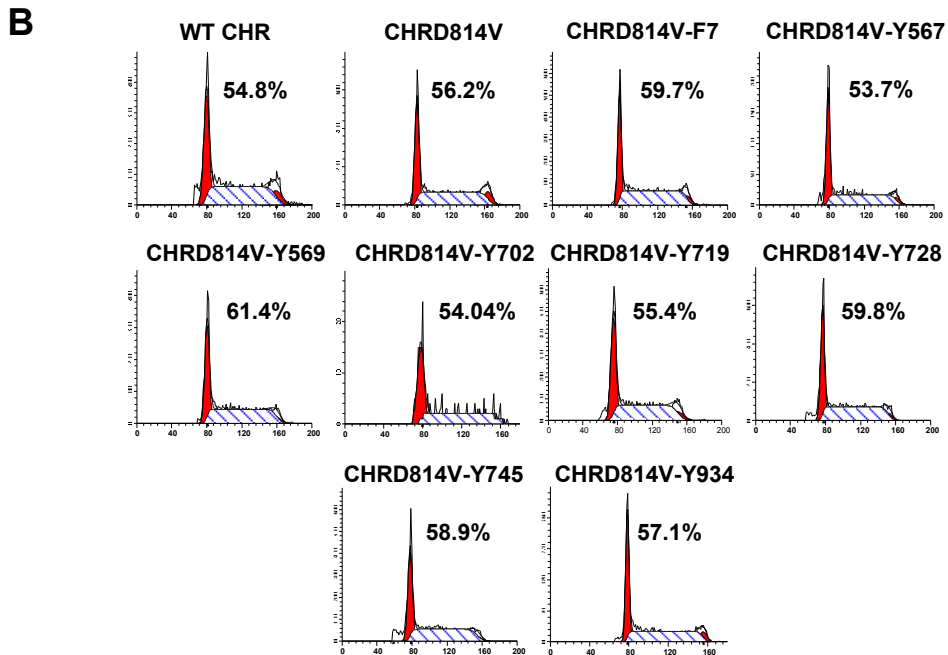 B
WT CHR
CHRD814V
CHRD814V-F7
CHRD814V-Y567
54.8%
56.2%
59.7%
53.7%
0 40 80 120 160 200
0 40 80 120 160 200
0 40 80 120 160 200
0 40 80 120 160 200
CHRD814V-Y569
CHRD814V-Y702
CHRD814V-Y719
CHRD814V-Y728
61.4%
54.04%
55.4%
59.8%
0 40 80 120 160 200
0 40 80 120 160
0 40 80 120 160 200
0 40 80 120 160 200
CHRD814V-Y745
CHRD814V-Y934
58.9%
57.1%
0 40 80 120 160 200
0 40 80 120 160